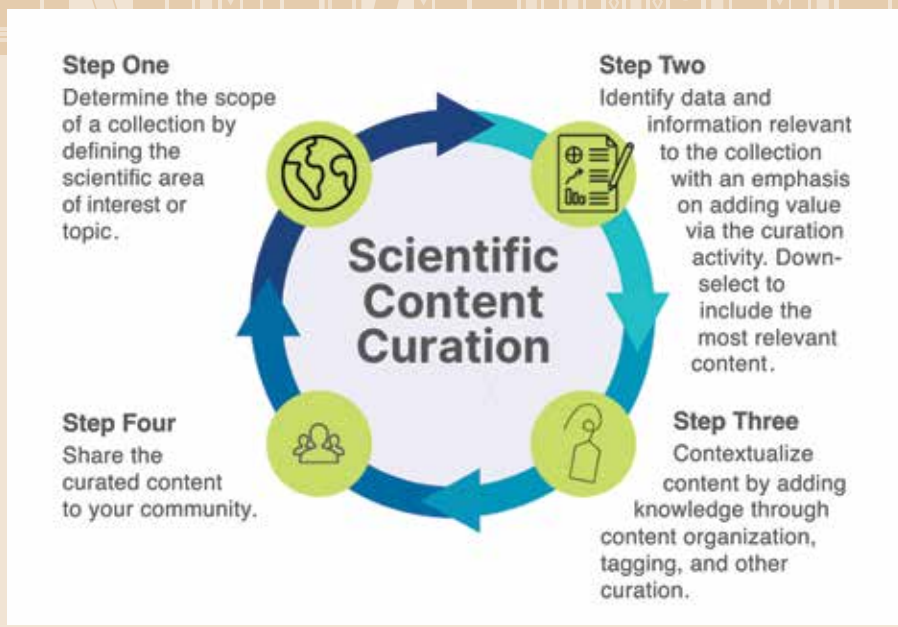 Step One
Determine the scope
of a collection by
defining the
scientific area
of interest or
topic.
Step Two
Identify data and
information relevant
to the collection
with an emphasis
on adding value
via the curation
activity. Down-
select to
include the
most relevant
content.
Scientific
Content
Curation
Step Three
Contextualize
content by adding
knowledge through
content organization,
tagging, and other
curation.
Step Four
Share the
curated content
to your community.